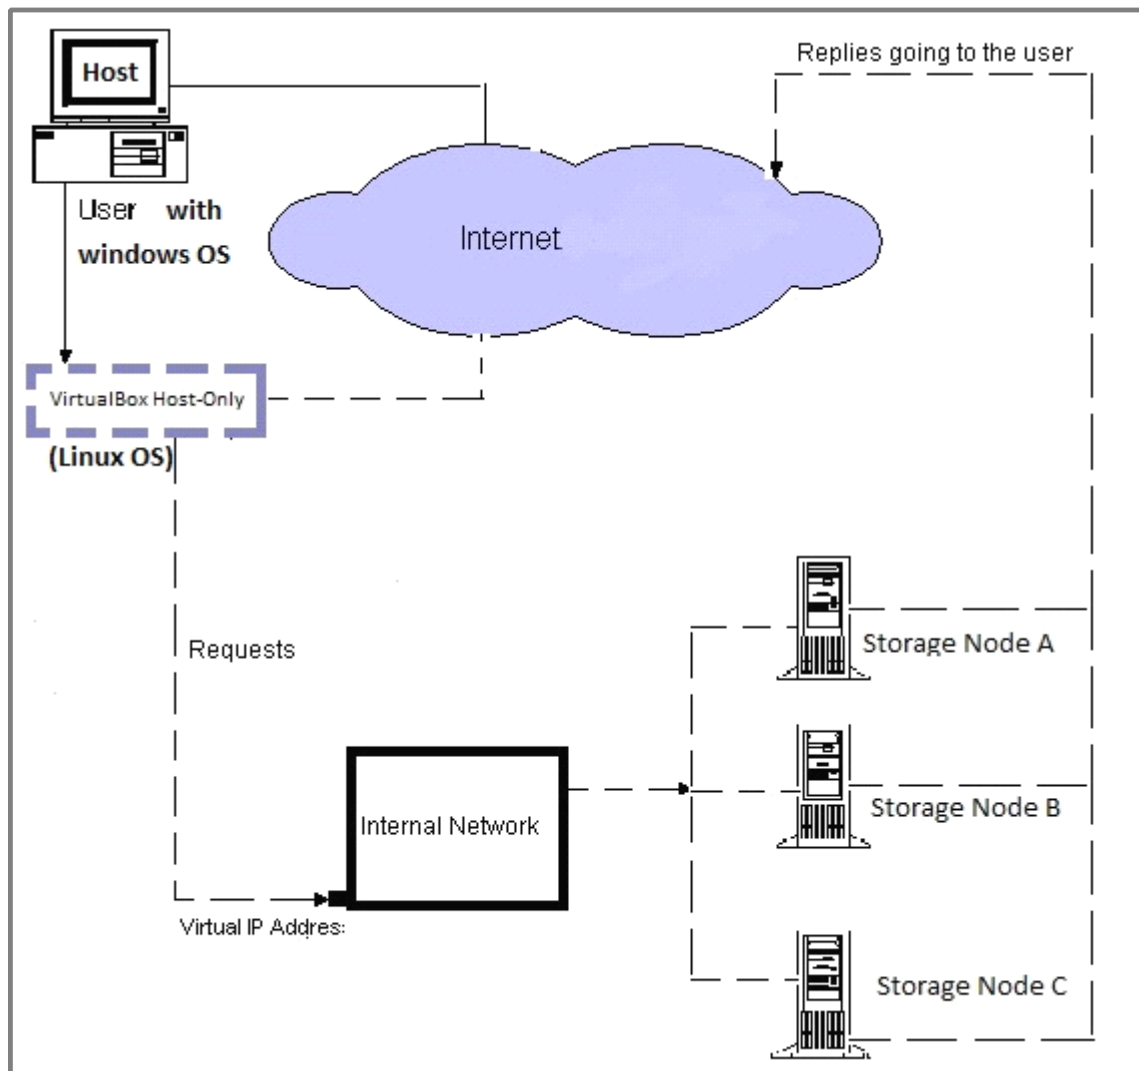 Host
Replies going to the user
User with
windows OS
Internet
VirtualBox Host-Only
(Linux OS)
Requests
Storage Node A
Internal Network
Storage Node B
Virtual IP Addres:
Storage Node C